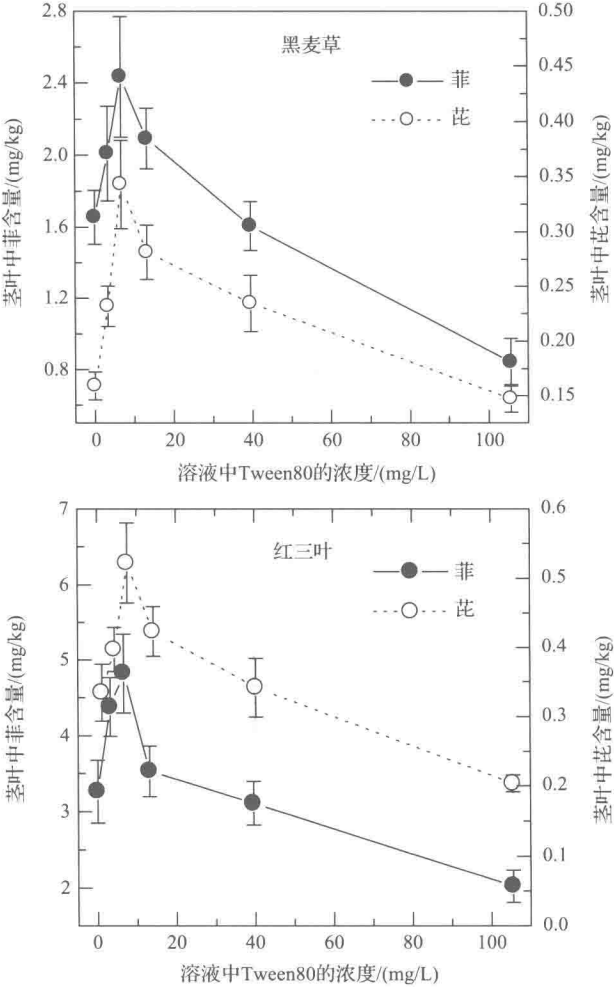 黑麦草
菲
芘
2.8
2.4
2.0
1.6
1.2
0.8
茎叶中菲含量/(mg/kg)
0.50
0.45
0.40
0.35
0.30
0.25
0.20
0.15
茎叶中芘含量/(mg/kg)
0 20 40 60 80 100
溶液中Tween80的浓度/(mg/L)
红三叶
菲
芘
7
6
5
4
3
2
茎叶中菲含量/(mg/kg)
0.6
0.5
0.4
0.3
0.2
0.1
0.0
茎叶中芘含量/(mg/kg)
0 20 40 60 80 100
溶液中Tween80的浓度/(mg/L)